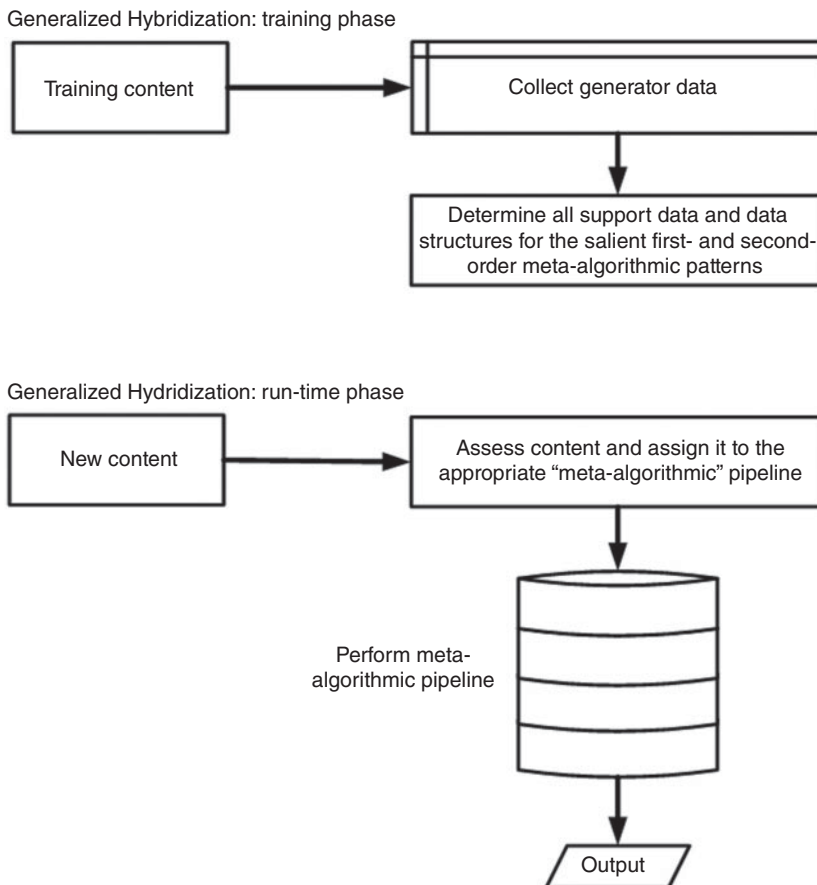 Generalized Hybridization: training phase
Training content
Collect generator data
Determine all support data and data
structures for the salient first- and second-
order meta-algorithmic patterns
Generalized Hydridization: run-time phase
New content
Assess content and assign it to the
appropriate “meta-algorithmic” pipeline
Perform meta-
algorithmic pipeline
Output